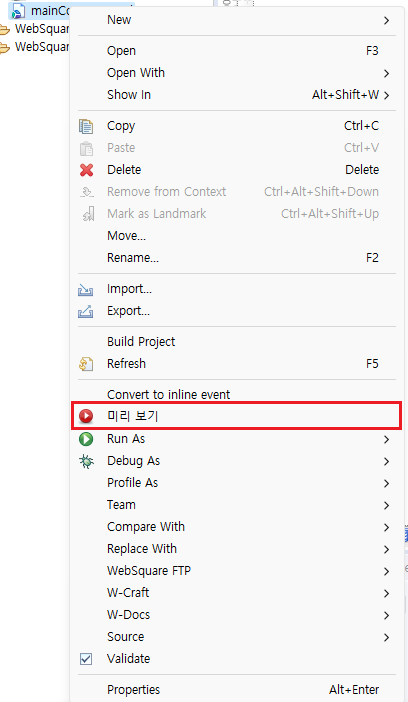 mainCo
WebSquar
WebSquar
New
Open F3
Open With
Show In Alt+Shift+W
Copy Ctrl+C
Paste Ctrl+V
Delete Delete
Remove from Context Ctrl+Alt+Shift+Down
Mark as Landmark Ctrl+Alt+Shift+Up
Move...
Rename... F2
Import...
Export...
Build Project
Refresh F5
Convert to inline event
미리 보기
Run As
Debug As
Profile As
Team
Compare With
Replace With
WebSquare FTP
W-Craft
W-Docs
Source
Validate
Properties Alt+Enter